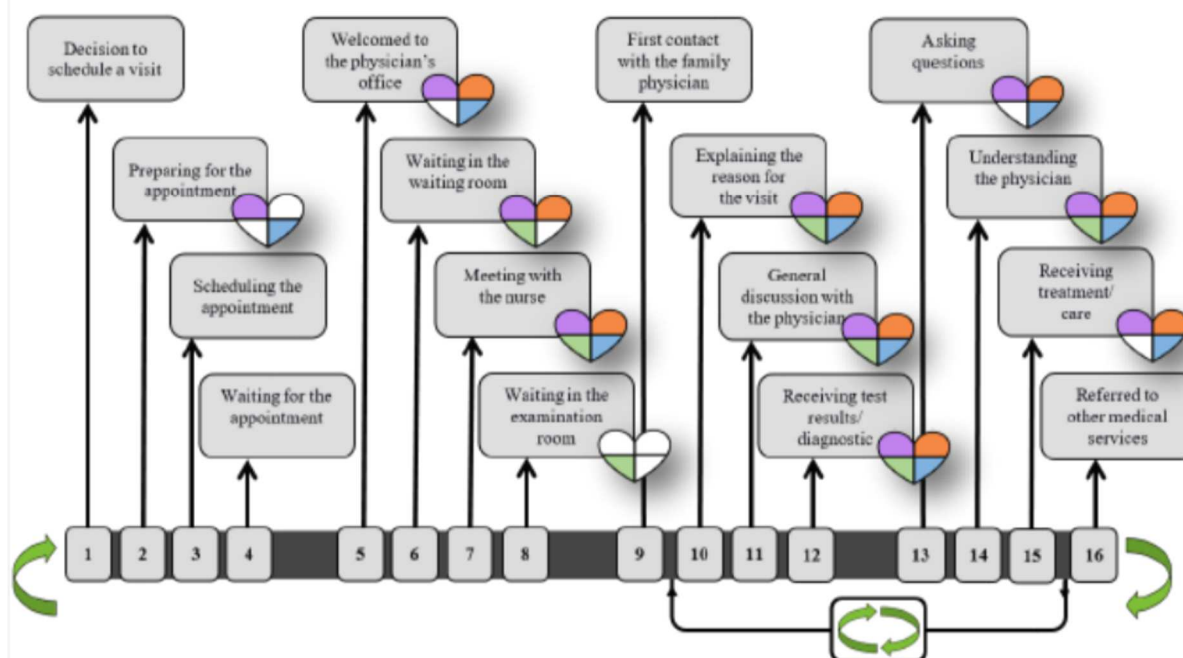 Decision to
schedule a visit
Preparing for the
appointment
Scheduling the
appointment
Waiting for the
appointment
Welcomed to
the physician's
office
Waiting in the
waiting room
Meeting with
the nurse
Waiting in the
examination
room
First contact
with the family
physician
Explaining the
reason for
the visit
General
discussion with
the physician
Receiving test
results/
diagnostic
Asking
questions
Understanding
the physician
Receiving
treatment/
care
Referred to
other medical
services
1 2 3 4 5 6 7 8 9 10 11 12 13 14 15 16